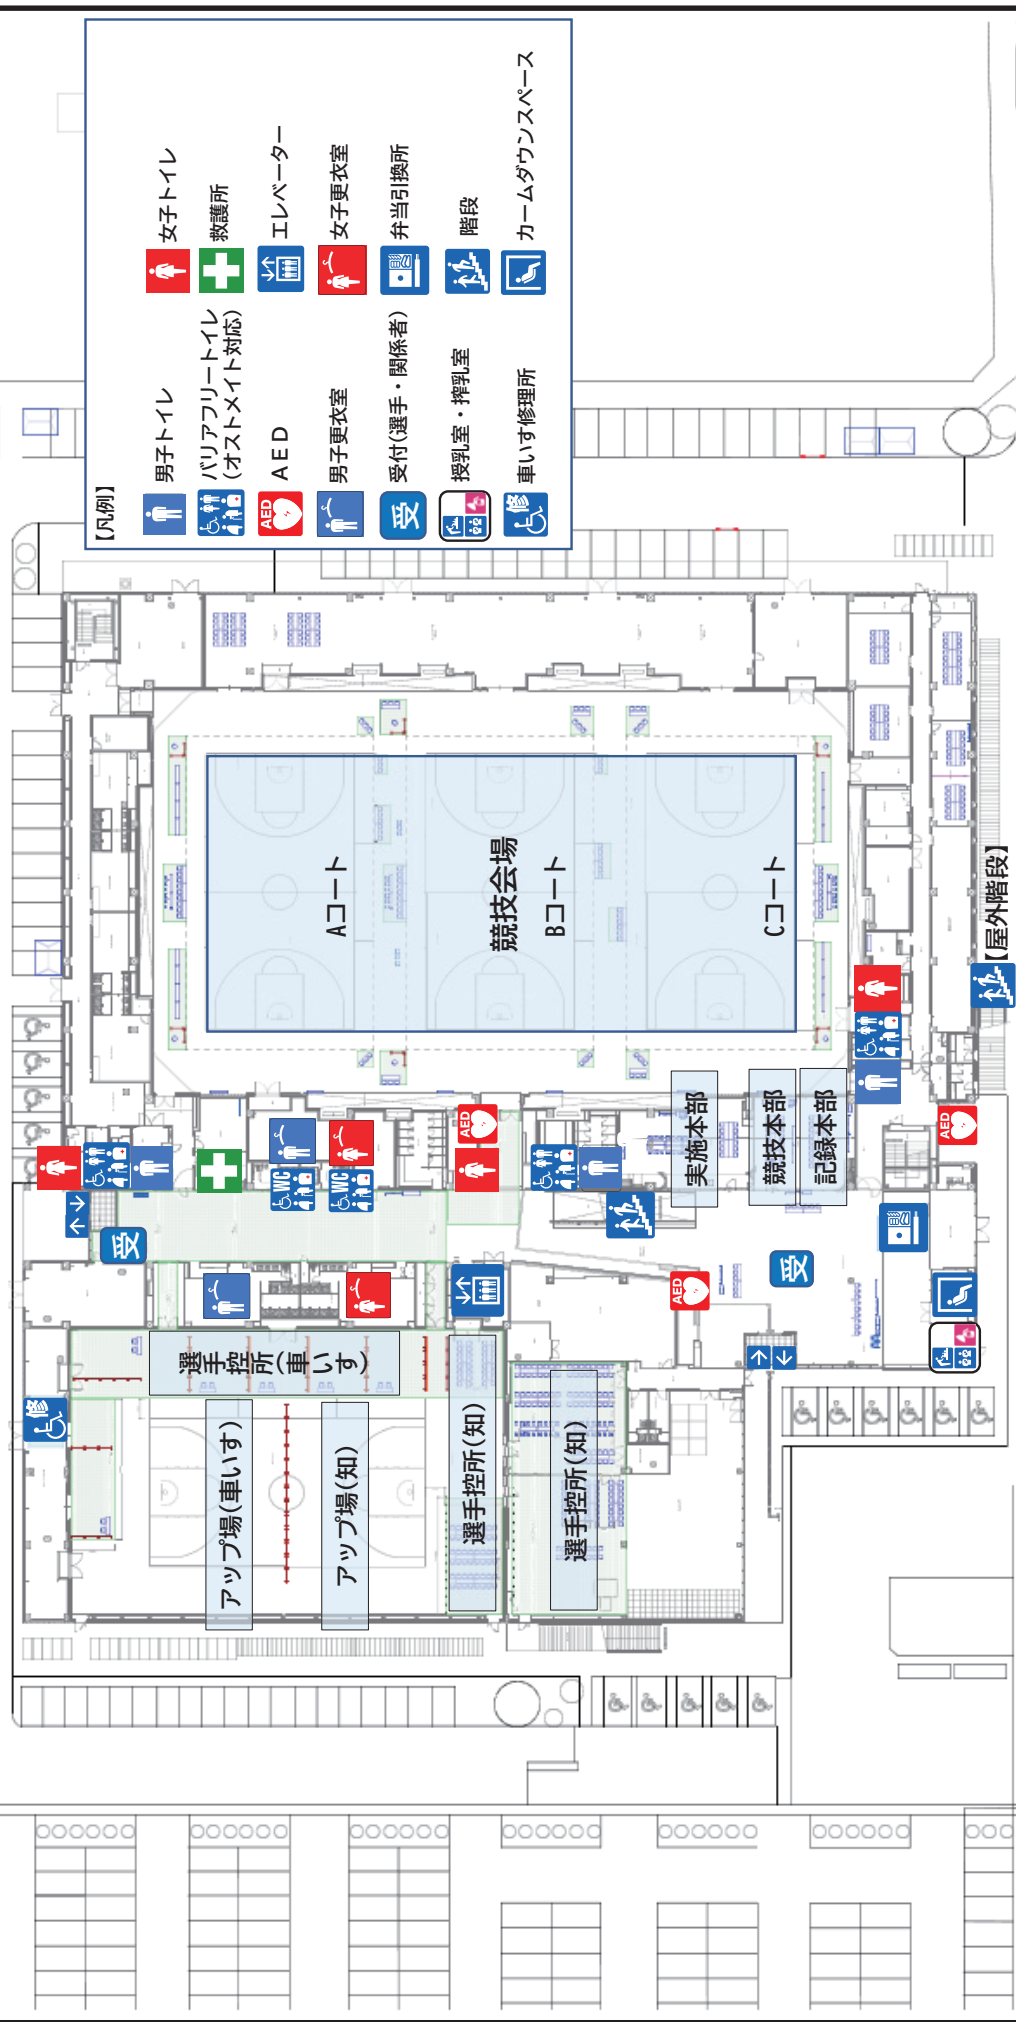 【凡例】
男子トイレ
女子トイレ
バリアフリートイレ
(オストメイト対応)
救護所
AED
AED
エレベーター
男子更衣室
女子更衣室
受
受付(選手・関係者)
弁当引換所
授乳室・搾乳室
階段
修
車いす修理所
カームダウンスペース
修
受
選手控所(車いす)
アップ場(車いす)
アップ場(知)
選手控所(知)
選手控所(知)
WC
WC
AED
AED
受
AED
実施本部
競技本部
記録本部
Aコート
競技会場
Bコート
Cコート
【屋外階段】